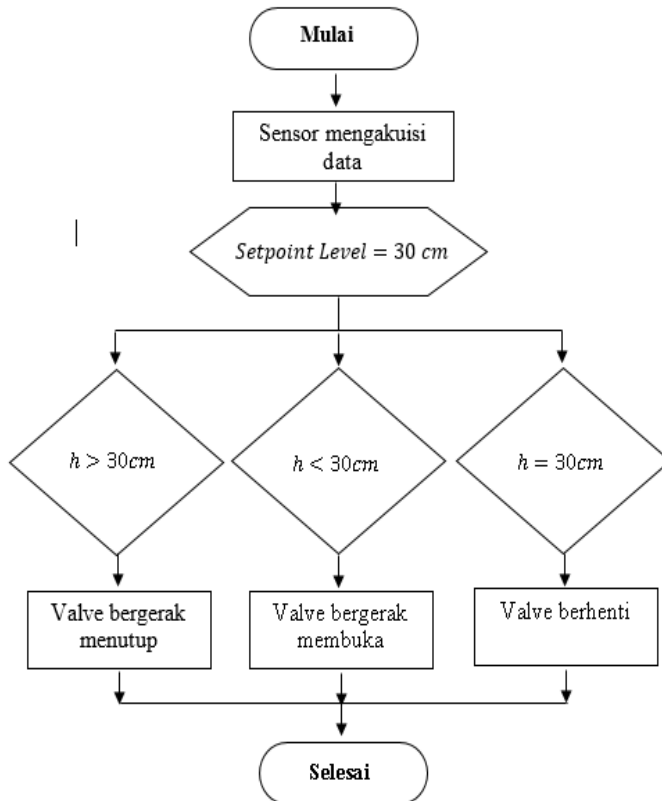 Mulai
Sensor mengakuisi
data
Setpoint Level = 30 cm
h > 30cm
h < 30cm
h = 30cm
Valve bergerak
menutup
Valve bergerak
membuka
Valve berhenti
Selesai